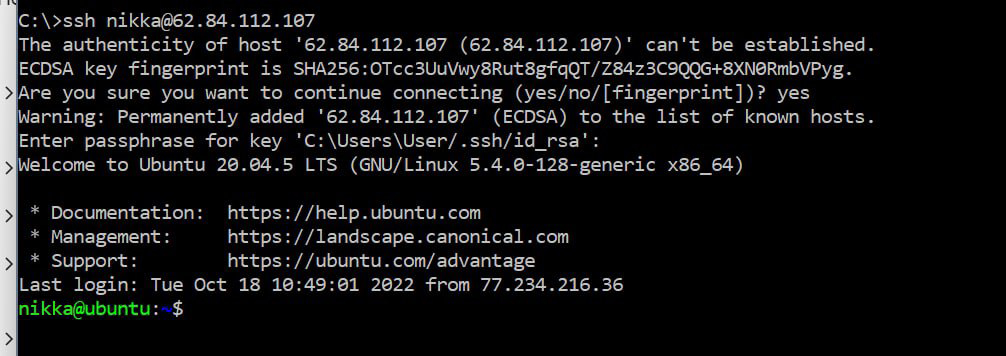 C:\>ssh nikka@62.84.112.107
The authenticity of host '62.84.112.107 (62.84.112.107)' can't be established.
ECDSA key fingerprint is SHA256:OTcc3UuVwy8Rut8gfqQT/Z84z3C9QQG+8XN0RmbVPyg.
Are you sure you want to continue connecting (yes/no/[fingerprint])? yes
Warning: Permanently added '62.84.112.107' (ECDSA) to the list of known hosts.
Enter passphrase for key 'C:\Users\User/.ssh/id_rsa':
Welcome to Ubuntu 20.04.5 LTS (GNU/Linux 5.4.0-128-generic x86_64)

 * Documentation:  https://help.ubuntu.com
 * Management:     https://landscape.canonical.com
 * Support:        https://ubuntu.com/advantage
Last login: Tue Oct 18 10:49:01 2022 from 77.234.216.36
nikka@ubuntu:~$